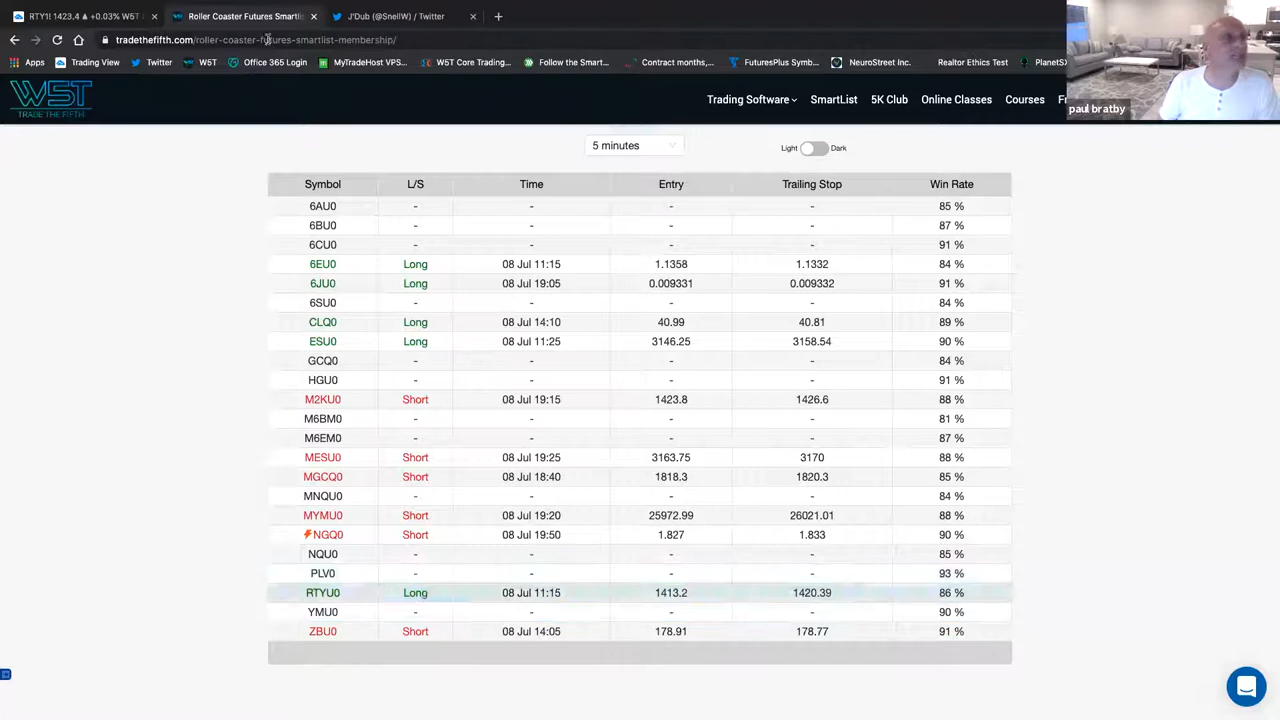 RTY1! 1423.4 ▲ +0.03% W5T
Roller Coaster Futures Smartlis
J'Dub (@SnellW) / Twitter
tradethefifth.com/roller-coaster-futures-smartlist-membership/
Apps Trading View Twitter W5T Office 365 Login MyTradeHost VPS... W5T Core Trading... Follow the Smart... Contract months,... Futures Plus Symb... NeuroStreet Inc. Realtor Ethics Test PlanetS
paul bratby
W5T
TRADE THE FIFTH
Trading Software SmartList 5K Club Online Classes Courses
5 minutes
Light Dark
Symbol L/S Time Entry Trailing Stop Win Rate
6AU0 - - - - 85 %
6BU0 - - - - 87 %
6CU0 - - - - 91 %
6EU0 Long 08 Jul 11:15 1.1358 1.1332 84 %
6JU0 Long 08 Jul 19:05 0.009331 0.009332 91 %
6SU0 - - - - 84 %
CLQ0 Long 08 Jul 14:10 40.99 40.81 89 %
ESU0 Long 08 Jul 11:25 3146.25 3158.54 90 %
GCQ0 - - - - 84 %
HGU0 - - - - 91 %
M2KU0 Short 08 Jul 19:15 1423.8 1426.6 88 %
M6BM0 - - - - 81 %
M6EM0 - - - - 87 %
MESU0 Short 08 Jul 19:25 3163.75 3170 88 %
MGCQ0 Short 08 Jul 18:40 1818.3 1820.3 85 %
MNQU0 - - - - 84 %
MYMU0 Short 08 Jul 19:20 25972.99 26021.01 88 %
NGQ0 Short 08 Jul 19:50 1.827 1.833 90 %
NQU0 - - - - 85 %
PLV0 - - - - 93 %
RTYU0 Long 08 Jul 11:15 1413.2 1420.39 86 %
YMU0 - - - - 90 %
ZBU0 Short 08 Jul 14:05 178.91 178.77 91 %